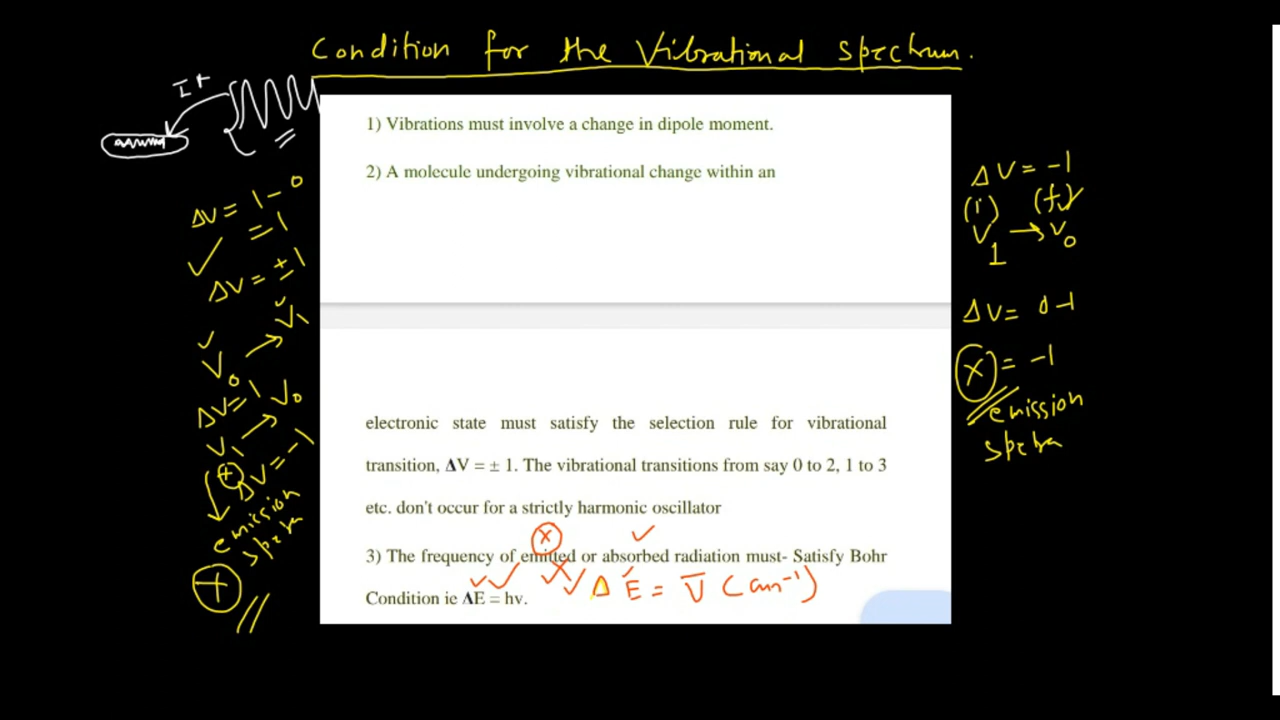 Condition for the Vibrational Spectrum.
Ir
1) Vibrations must involve a change in dipole moment.
2) A molecule undergoing vibrational change within an
electronic state must satisfy the selection rule for vibrational
transition, ΔV = ± 1. The vibrational transitions from say 0 to 2, 1 to 3
etc. don't occur for a strictly harmonic oscillator
3) The frequency of emitted or absorbed radiation must- Satisfy Bohr
Condition ie ΔE = hv.
Δ E = ν̅ (cm⁻¹)
ΔV = 1 - 0
= 1
ΔV = ±1
V₀ → V₁
ΔV = 1
V₁ → V₀
ΔV = -1
emission
spetra
ΔV = -1
(i) (f)
V₁ → V₀
ΔV = 0 -1
= -1
emission
spetra